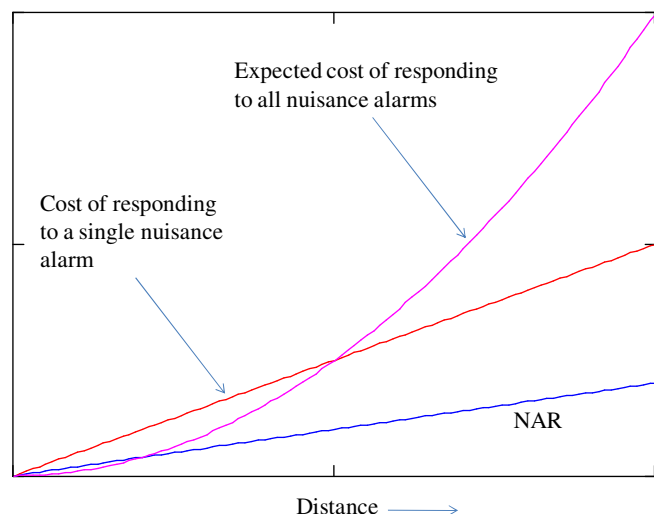 Expected cost of responding
to all nuisance alarms
Cost of responding
to a single nuisance
alarm
NAR
Distance